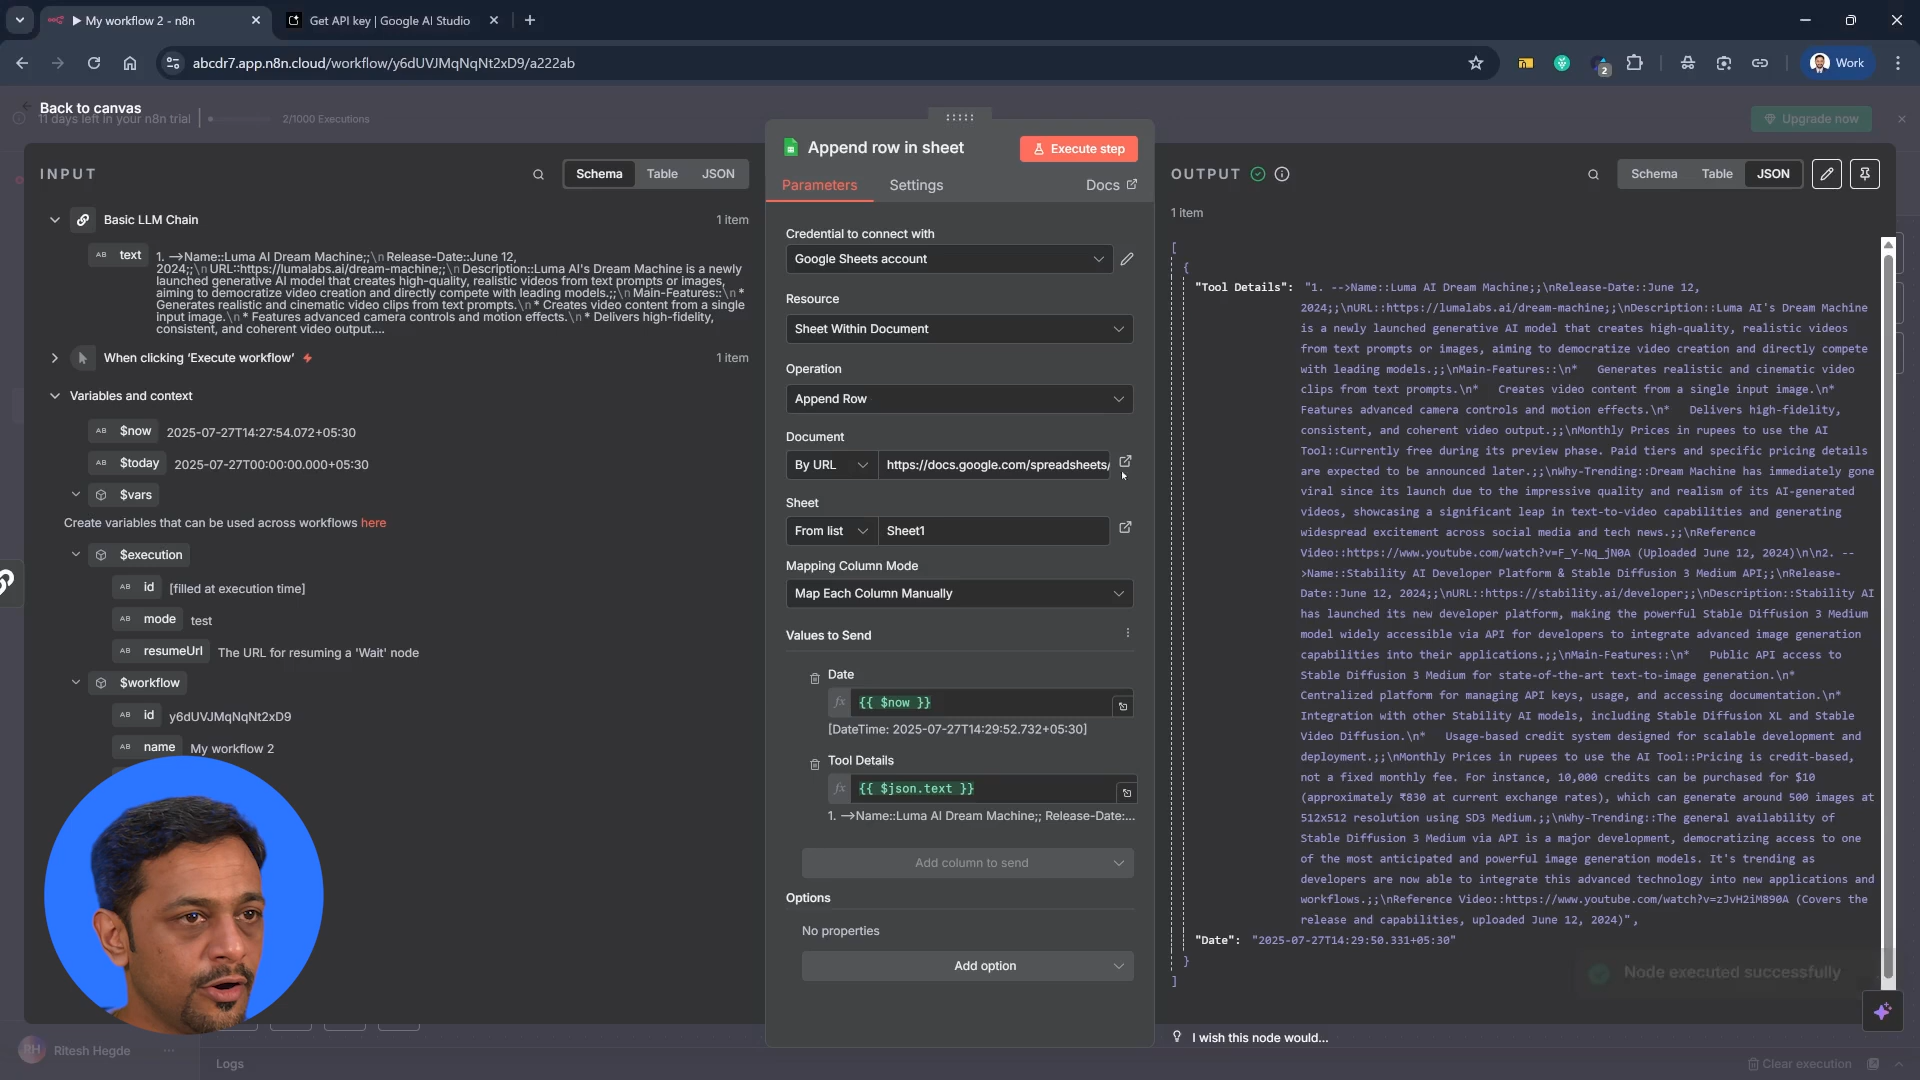 My workflow 2 - n8n
Get API key | Google AI Studio
abcdr7.app.n8n.cloud/workflow/y6dUVJMqNqNt2xD9/a222ab
2
Work
Back to canvas
11 days left in your n8n trial
2/1000 Executions
Upgrade now
INPUT
Schema
Table
JSON
Basic LLM Chain
1 item
AB text
1. -->Name::Luma AI Dream Machine;;\n Release-Date::June 12,
2024;;\n URL::https://lumalabs.ai/dream-machine;;\n Description::Luma AI's Dream Machine is a newly
launched generative AI model that creates high-quality, realistic videos from text prompts or images,
aiming to democratize video creation and directly compete with leading models.;;\n Main-Features::\n *
Generates realistic and cinematic video clips from text prompts.\n * Creates video content from a single
input image.\n * Features advanced camera controls and motion effects.\n * Delivers high-fidelity,
consistent, and coherent video output....
When clicking ‘Execute workflow’
1 item
Variables and context
AB $now 2025-07-27T14:27:54.072+05:30
AB $today 2025-07-27T00:00:00.000+05:30
$vars
Create variables that can be used across workflows here
$execution
AB id [filled at execution time]
AB mode test
AB resumeUrl The URL for resuming a 'Wait' node
$workflow
AB id y6dUVJMqNqNt2xD9
AB name My workflow 2
RH Ritesh Hegde
Logs
Append row in sheet
Execute step
Parameters
Settings
Docs
Credential to connect with
Google Sheets account
Resource
Sheet Within Document
Operation
Append Row
Document
By URL
https://docs.google.com/spreadsheets/
Sheet
From list
Sheet1
Mapping Column Mode
Map Each Column Manually
Values to Send
Date
fx {{ $now }}
[DateTime: 2025-07-27T14:29:52.732+05:30]
Tool Details
fx {{ $json.text }}
1. -->Name::Luma AI Dream Machine;; Release-Date:...
Add column to send
Options
No properties
Add option
OUTPUT
Schema
Table
JSON
1 item
[
{
"Tool Details": "1. -->Name::Luma AI Dream Machine;;\nRelease-Date::June 12,
2024;;\nURL::https://lumalabs.ai/dream-machine;;\nDescription::Luma AI's Dream Machine
is a newly launched generative AI model that creates high-quality, realistic videos
from text prompts or images, aiming to democratize video creation and directly compete
with leading models.;;\nMain-Features::\n*   Generates realistic and cinematic video
clips from text prompts.\n*   Creates video content from a single input image.\n*
Features advanced camera controls and motion effects.\n*   Delivers high-fidelity,
consistent, and coherent video output.;;\nMonthly Prices in rupees to use the AI
Tool::Currently free during its preview phase. Paid tiers and specific pricing details
are expected to be announced later.;;\nWhy-Trending::Dream Machine has immediately gone
viral since its launch due to the impressive quality and realism of its AI-generated
videos, showcasing a significant leap in text-to-video capabilities and generating
widespread excitement across social media and tech news.;;\nReference
Video::https://www.youtube.com/watch?v=F_Y-Nq_jN0A (Uploaded June 12, 2024)\n\n2. --
>Name::Stability AI Developer Platform & Stable Diffusion 3 Medium API;;\nRelease-
Date::June 12, 2024;;\nURL::https://stability.ai/developer;;\nDescription::Stability AI
has launched its new developer platform, making the powerful Stable Diffusion 3 Medium
model widely accessible via API for developers to integrate advanced image generation
capabilities into their applications.;;\nMain-Features::\n*   Public API access to
Stable Diffusion 3 Medium for state-of-the-art text-to-image generation.\n*
Centralized platform for managing API keys, usage, and accessing documentation.\n*
Integration with other Stability AI models, including Stable Diffusion XL and Stable
Video Diffusion.\n*   Usage-based credit system designed for scalable development and
deployment.;;\nMonthly Prices in rupees to use the AI Tool::Pricing is credit-based,
not a fixed monthly fee. For instance, 10,000 credits can be purchased for $10
(approximately ₹830 at current exchange rates), which can generate around 500 images at
512x512 resolution using SD3 Medium.;;\nWhy-Trending::The general availability of
Stable Diffusion 3 Medium via API is a major development, democratizing access to one
of the most anticipated and powerful image generation models. It's trending as
developers are now able to integrate this advanced technology into new applications and
workflows.;;\nReference Video::https://www.youtube.com/watch?v=zJvH2iM890A (Covers the
release and capabilities, uploaded June 12, 2024)",
"Date": "2025-07-27T14:29:50.331+05:30"
}
]
Node executed successfully
I wish this node would...
Clear execution